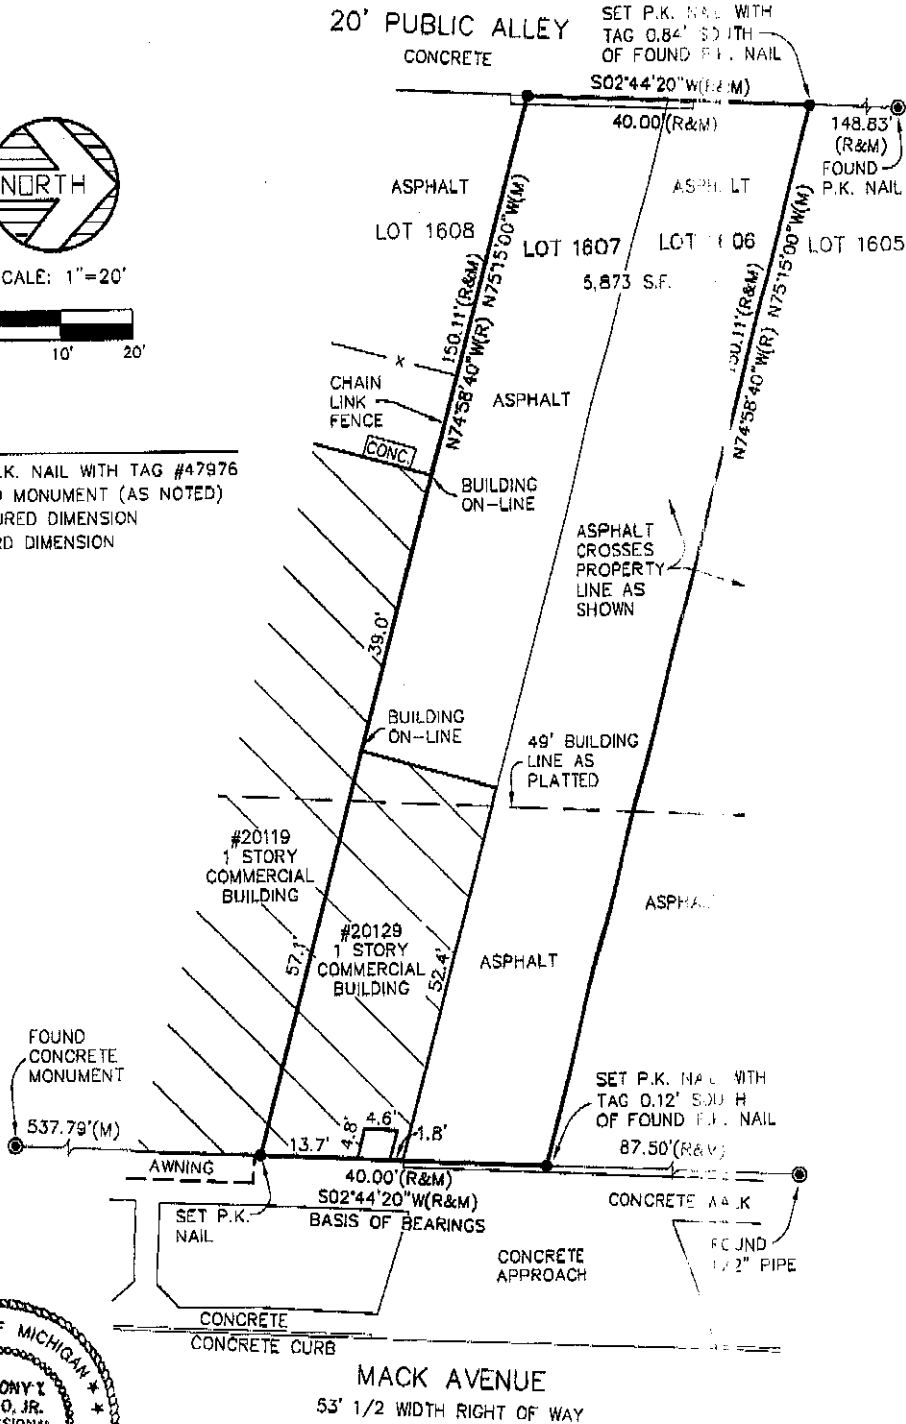 20' PUBLIC ALLEY
CONCRETE
SET P.K. NAIL WITH
TAG 0.84' SOUTH
OF FOUND P.K. NAIL
S02°44'20"W(R&M)
40.00'(R&M)
148.83'
(R&M)
FOUND
P.K. NAIL
NORTH
CALE: 1"=20'
10' 20'
ASPHALT
ASPHALT
LOT 1608
LOT 1607
LOT 1606
LOT 1605
5,873 S.F.
150.11'(R&M)
N74°58'40"W(R) N75°15'00"W(M)
150.11'(R&M)
N74°58'40"W(R) N75°15'00"W(M)
CHAIN
LINK
FENCE
x
ASPHALT
CONC.
.K. NAIL WITH TAG #47976
MONUMENT (AS NOTED)
URED DIMENSION
RD DIMENSION
BUILDING
ON-LINE
ASPHALT
CROSSES
PROPERTY
LINE AS
SHOWN
39.0'
BUILDING
ON-LINE
49' BUILDING
LINE AS
PLATTED
#20119
1 STORY
COMMERCIAL
BUILDING
#20129
1 STORY
COMMERCIAL
BUILDING
57.1'
52.4'
ASPHALT
ASPHA
FOUND
CONCRETE
MONUMENT
537.79'(M)
SET P.K. NAIL WITH
TAG 0.12' SOUTH
OF FOUND P.K. NAIL
13.7'
4.8'
4.6'
1.8'
87.50'(R&M)
AWNING
40.00'(R&M)
S02°44'20"W(R&M)
BASIS OF BEARINGS
SET P.K.
NAIL
CONCRETE WALK
FOUND
1/2" PIPE
CONCRETE
APPROACH
CONCRETE
CONCRETE CURB
MACK AVENUE
53' 1/2 WIDTH RIGHT OF WAY
F MICHIGAN
ONY T.
O, JR.
SSIONAL